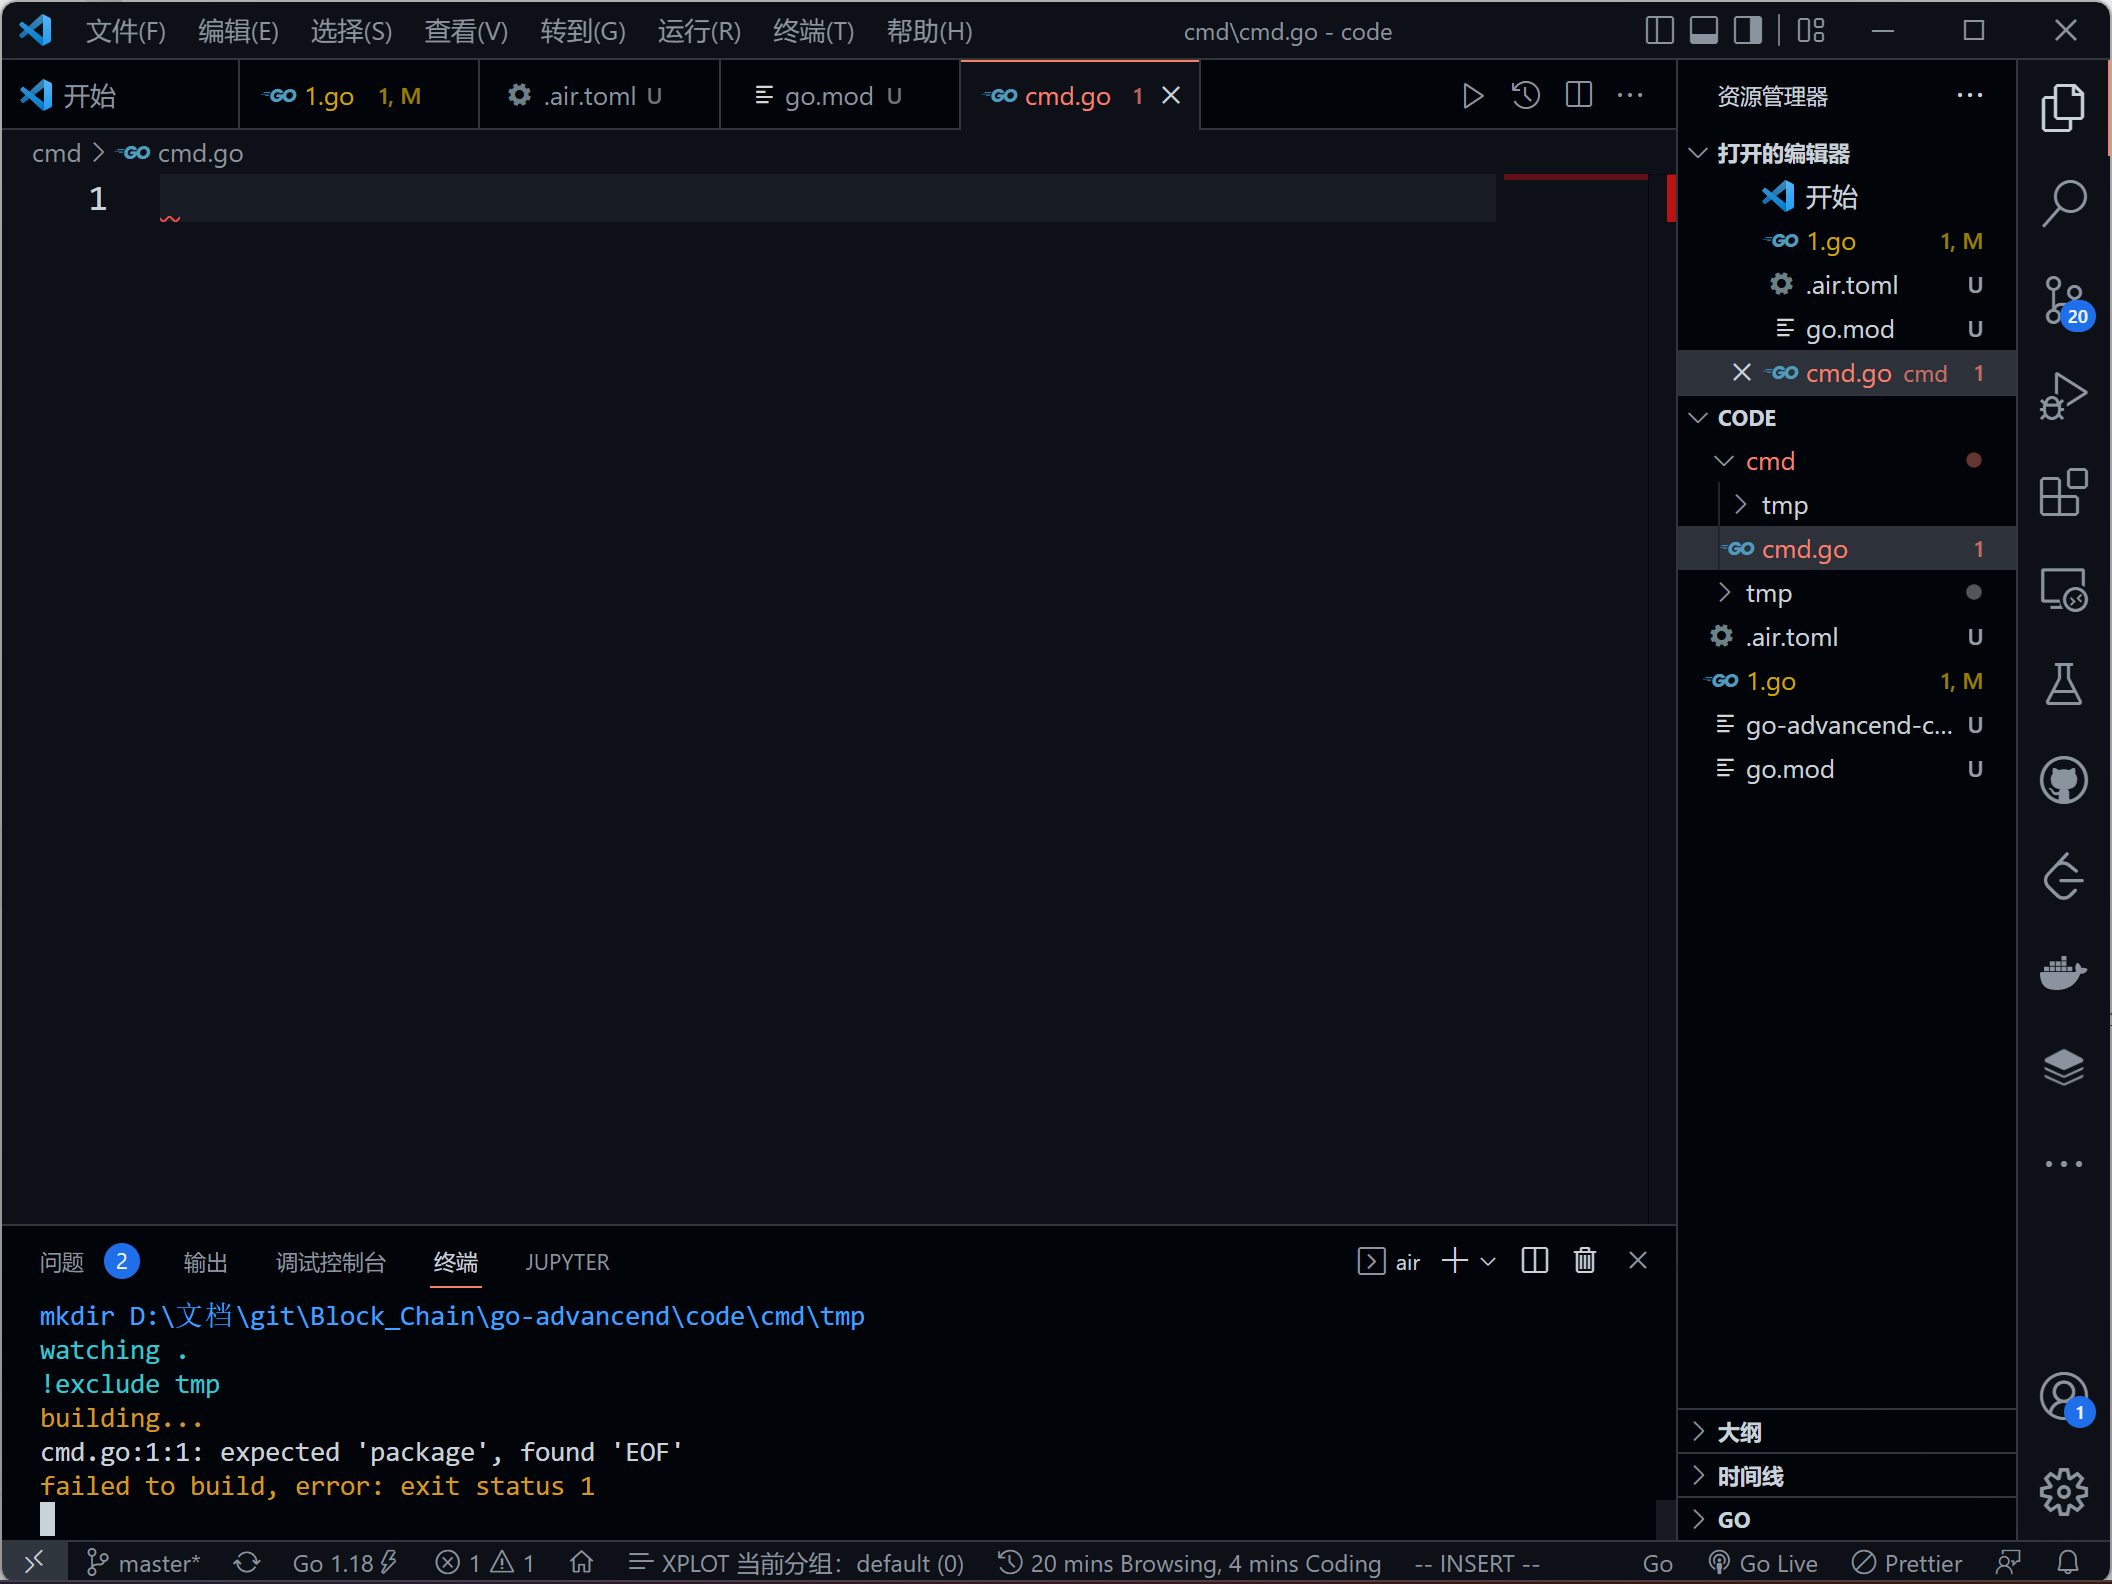 文件(F) 编辑(E) 选择(S) 查看(V) 转到(G) 运行(R) 终端(T) 帮助(H) cmd\cmd.go - code
开始 GO 1.go 1, M .air.toml U go.mod U GO cmd.go 1
cmd GO cmd.go
1
资源管理器
打开的编辑器
开始
GO 1.go 1, M
.air.toml U
go.mod U
GO cmd.go cmd 1
CODE
cmd
tmp
GO cmd.go 1
tmp
.air.toml U
GO 1.go 1, M
go-advancend-c... U
go.mod U
大纲
时间线
GO
20
1
问题 2 输出 调试控制台 终端 JUPYTER air
mkdir D:\文档\git\Block_Chain\go-advancend\code\cmd\tmp
watching .
!exclude tmp
building...
cmd.go:1:1: expected 'package', found 'EOF'
failed to build, error: exit status 1
master* Go 1.18 1 1 XPLOT 当前分组: default (0) 20 mins Browsing, 4 mins Coding -- INSERT -- Go Go Live Prettier